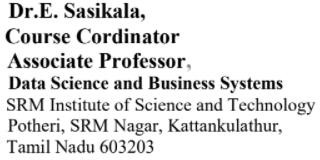 Dr.E. Sasikala,
Course Cordinator
Associate Professor,
Data Science and Business Systems
SRM Institute of Science and Technology
Potheri, SRM Nagar, Kattankulathur,
Tamil Nadu 603203